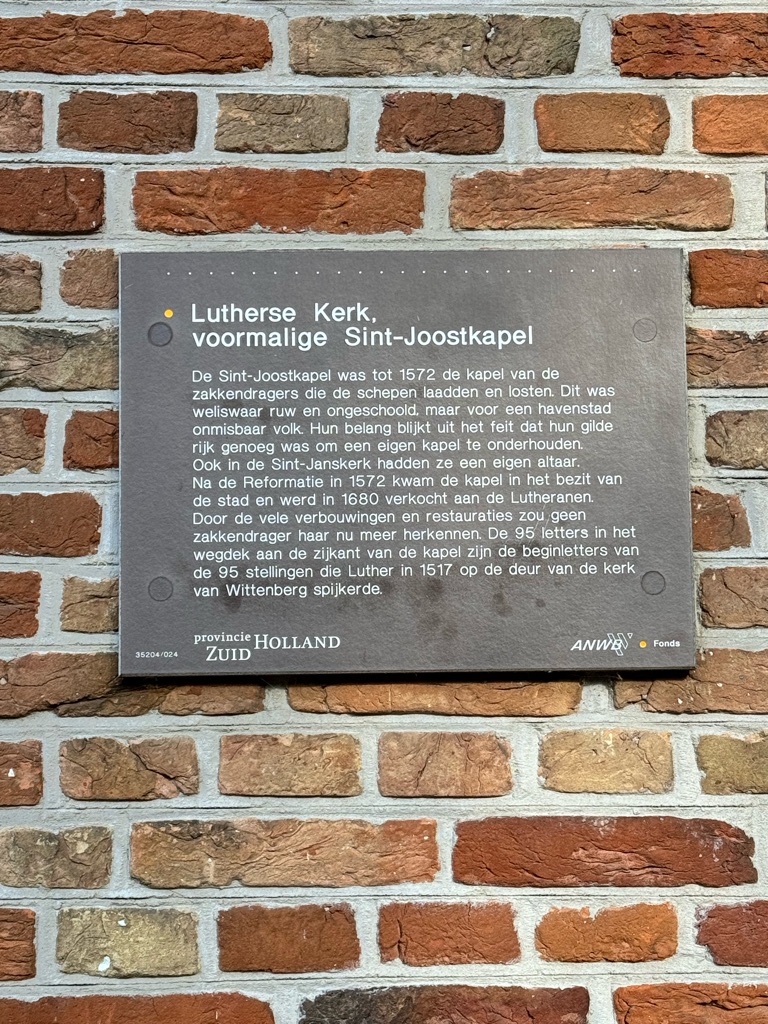 Lutherse Kerk,
voormalige Sint-Joostkapel
De Sint-Joostkapel was tot 1572 de kapel van de
zakkendragers die de schepen laadden en losten. Dit was
weliswaar ruw en ongeschoold, maar voor een havenstad
onmisbaar volk. Hun belang blijkt uit het feit dat hun gilde
rijk genoeg was om een eigen kapel te onderhouden.
Ook in de Sint-Janskerk hadden ze een eigen altaar.
Na de Reformatie in 1572 kwam de kapel in het bezit van
de stad en werd in 1680 verkocht aan de Lutheranen.
Door de vele verbouwingen en restauraties zou geen
zakkendrager haar nu meer herkennen. De 95 letters in het
wegdek aan de zijkant van de kapel zijn de beginletters van
de 95 stellingen die Luther in 1517 op de deur van de kerk
van Wittenberg spijkerde.
35204/024
provincie HOLLAND
ZUID
ANWB Fonds